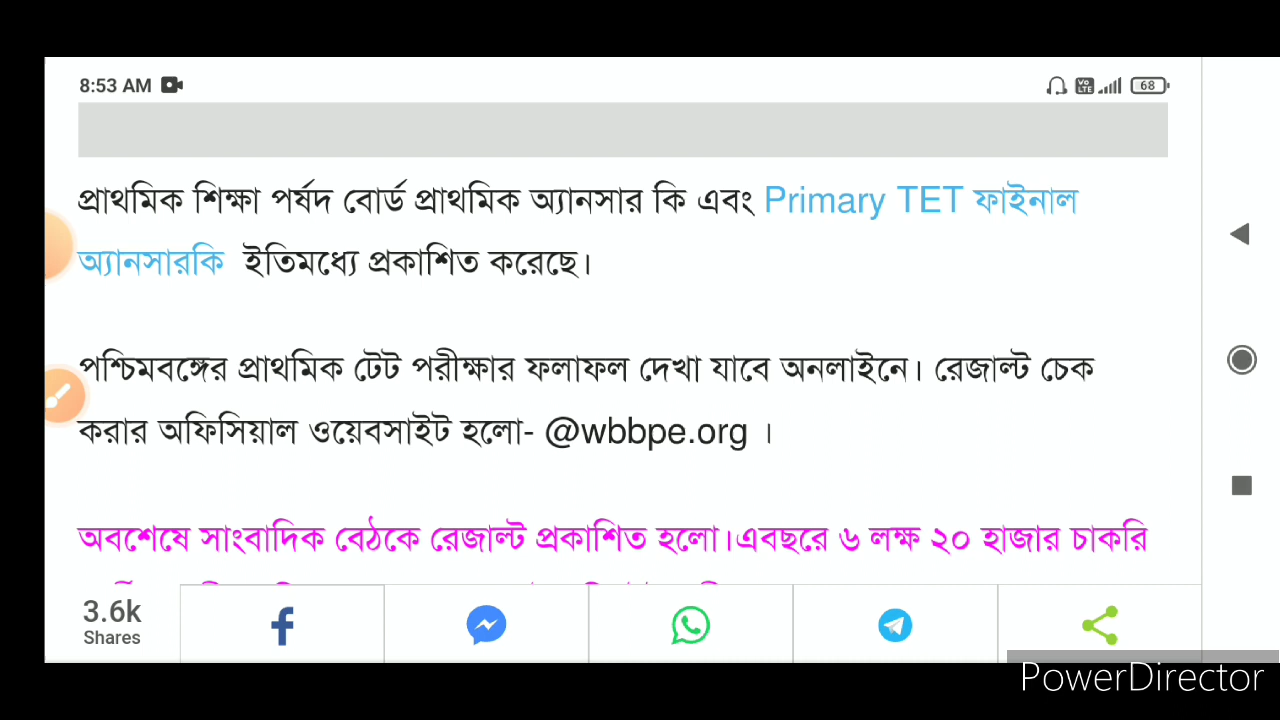 8:53 AM
VoLTE 68
প্রাথমিক শিক্ষা পর্ষদ বোর্ড প্রাথমিক অ্যানসার কি এবং Primary TET ফাইনাল
অ্যানসারকি ইতিমধ্যে প্রকাশিত করেছে।
পশ্চিমবঙ্গের প্রাথমিক টেট পরীক্ষার ফলাফল দেখা যাবে অনলাইনে। রেজাল্ট চেক
করার অফিসিয়াল ওয়েবসাইট হলো- @wbbpe.org ।
অবশেষে সাংবাদিক বেঠকে রেজাল্ট প্রকাশিত হলো।এবছরে ৬ লক্ষ ২০ হাজার চাকরি
3.6k
Shares
PowerDirector